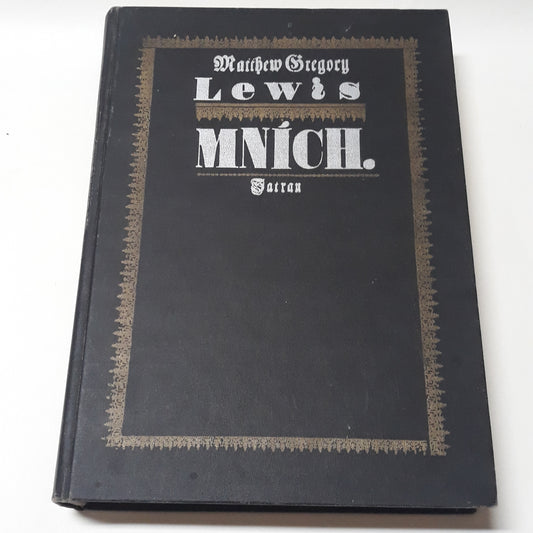 Matthew Gregory
Lewis
MNÍCH.
Tatran